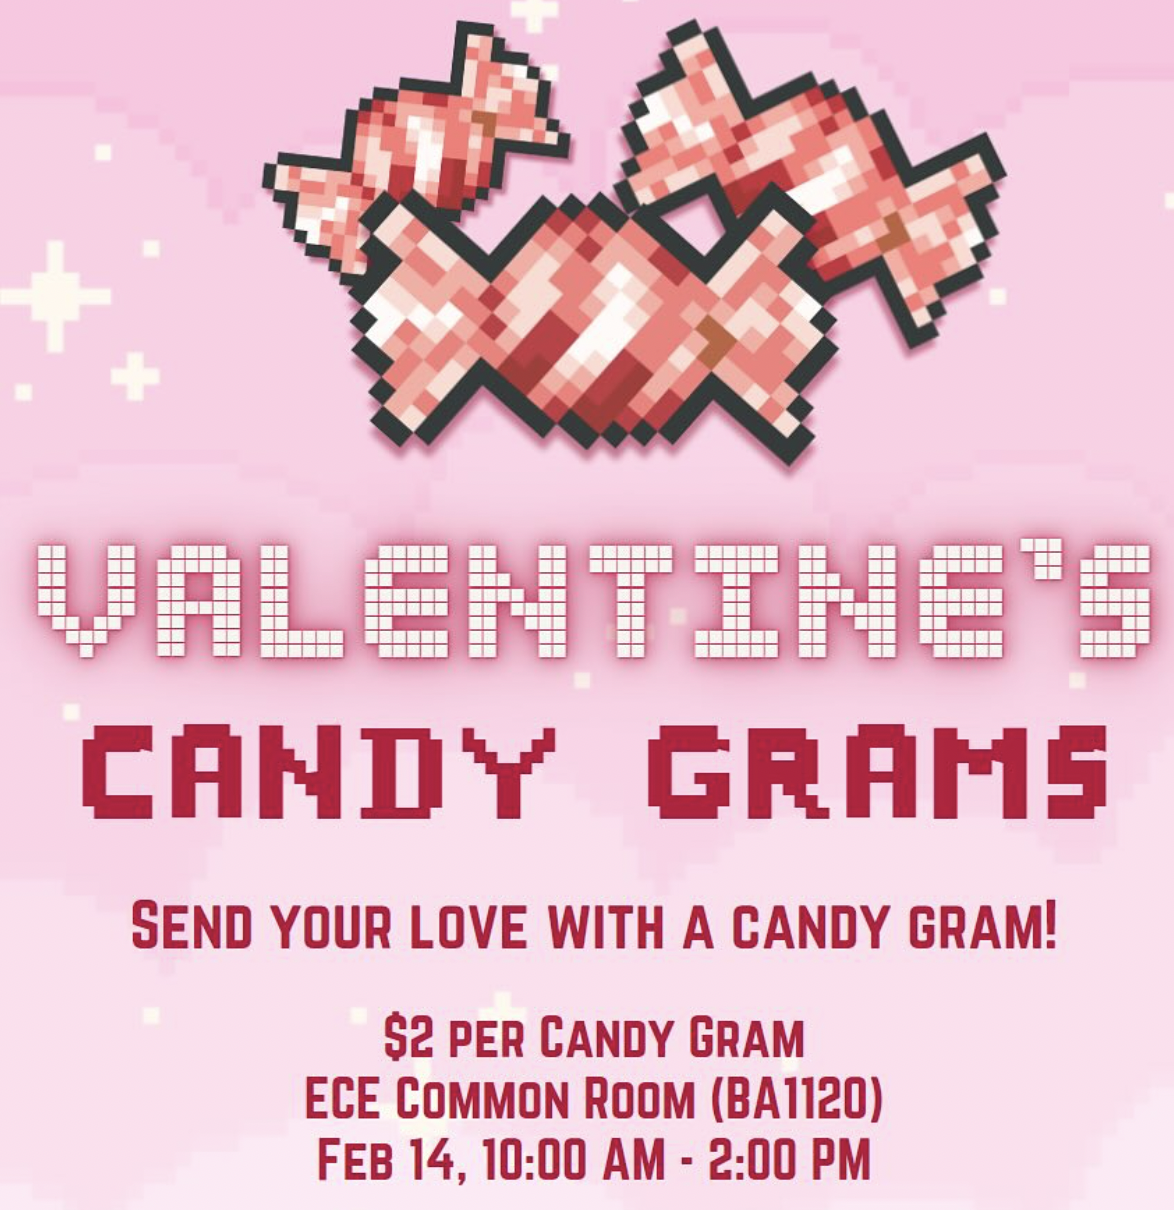 VALENTINE'S
CANDY GRAMS
SEND YOUR LOVE WITH A CANDY GRAM!
$2 PER CANDY GRAM
ECE COMMON ROOM (BA1120)
FEB 14, 10:00 AM - 2:00 PM